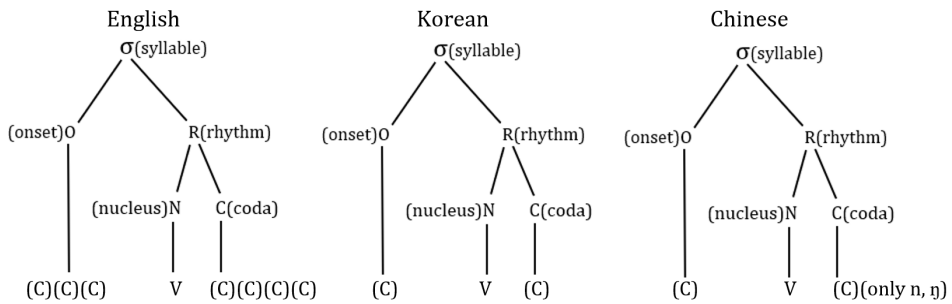 English
σ(syllable)
(onset)O
R(rhythm)
(nucleus)N
C(coda)
(C)(C)(C)
V
(C)(C)(C)(C)
Korean
σ(syllable)
(onset)O
R(rhythm)
(nucleus)N
C(coda)
(C)
V
(C)
Chinese
σ(syllable)
(onset)O
R(rhythm)
(nucleus)N
C(coda)
(C)
V
(C)(only n, ŋ)